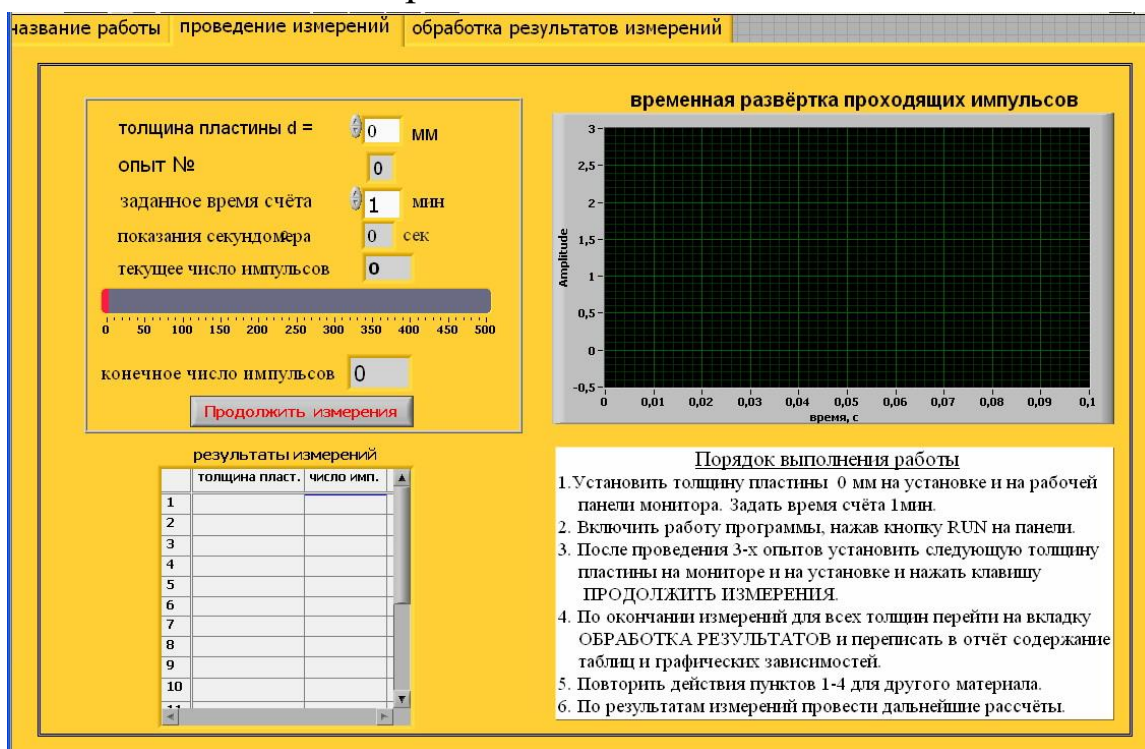 название работы проведение измерений обработка результатов измерений
толщина пластины d = 0 мм
опыт № 0
заданное время счёта 1 мин
показания секундомера 0 сек
текущее число импульсов 0
0 50 100 150 200 250 300 350 400 450 500
конечное число импульсов 0
Продолжить измерения
результаты измерений
толщина пласт. число имп.
1
2
3
4
5
6
7
8
9
10
11
временная развёртка проходящих импульсов
Amplitude
3
2,5
2
1,5
1
0,5
0
-0,5
0 0,01 0,02 0,03 0,04 0,05 0,06 0,07 0,08 0,09 0,1
время, с
Порядок выполнения работы
1.Установить толщину пластины 0 мм на установке и на рабочей
панели монитора. Задать время счёта 1мин.
2. Включить работу программы, нажав кнопку RUN на панели.
3. После проведения 3-х опытов установить следующую толщину
пластины на мониторе и на установке и нажать клавишу
ПРОДОЛЖИТЬ ИЗМЕРЕНИЯ.
4. По окончании измерений для всех толщин перейти на вкладку
ОБРАБОТКА РЕЗУЛЬТАТОВ и переписать в отчёт содержание
таблиц и графических зависимостей.
5. Повторить действия пунктов 1-4 для другого материала.
6. По результатам измерений провести дальнейшие рассчёты.